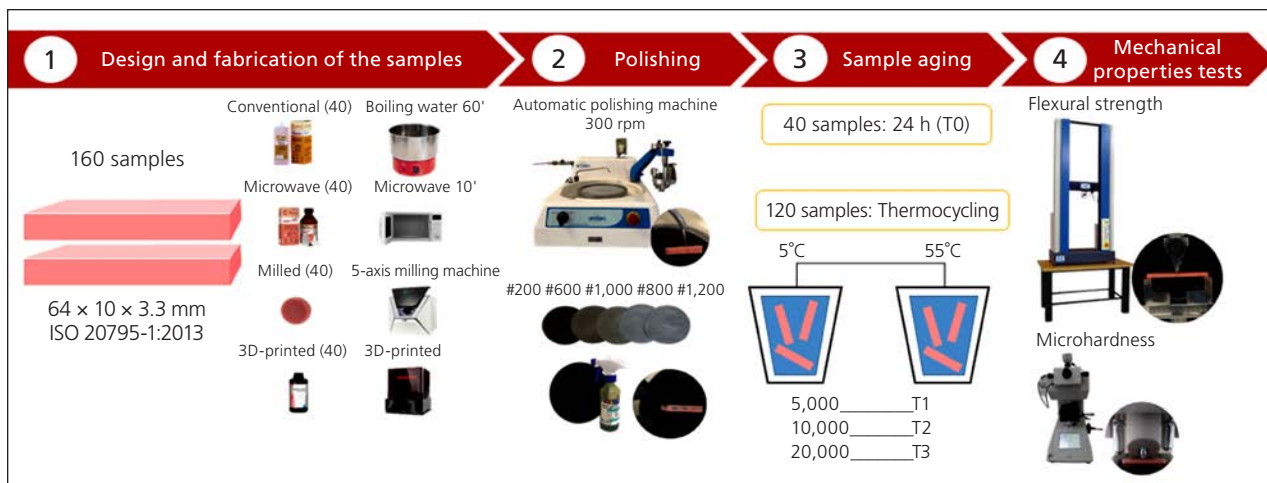 1
Design and fabrication of the samples
2
Polishing
3
Sample aging
4
Mechanical
properties tests
160 samples
64 × 10 × 3.3 mm
ISO 20795-1:2013
Conventional (40)
Boiling water 60'
Microwave (40)
Microwave 10'
Milled (40)
5-axis milling machine
3D-printed (40)
3D-printed
Automatic polishing machine
300 rpm
#200 #600 #1,000 #800 #1,200
40 samples: 24 h (T0)
120 samples: Thermocycling
5°C
55°C
5,000________T1
10,000________T2
20,000________T3
Flexural strength
Microhardness